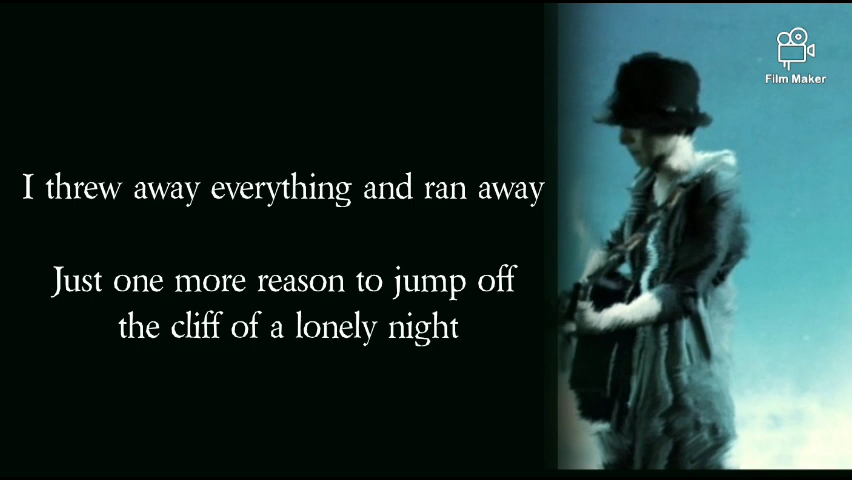 Film Maker
I threw away everything and ran away
Just one more reason to jump off
the cliff of a lonely night